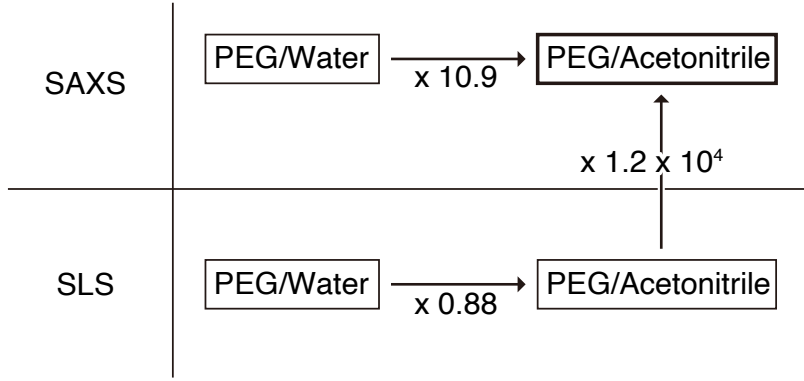 SAXS
PEG/Water
x 10.9
PEG/Acetonitrile
x 1.2 x 10⁴
SLS
PEG/Water
x 0.88
PEG/Acetonitrile